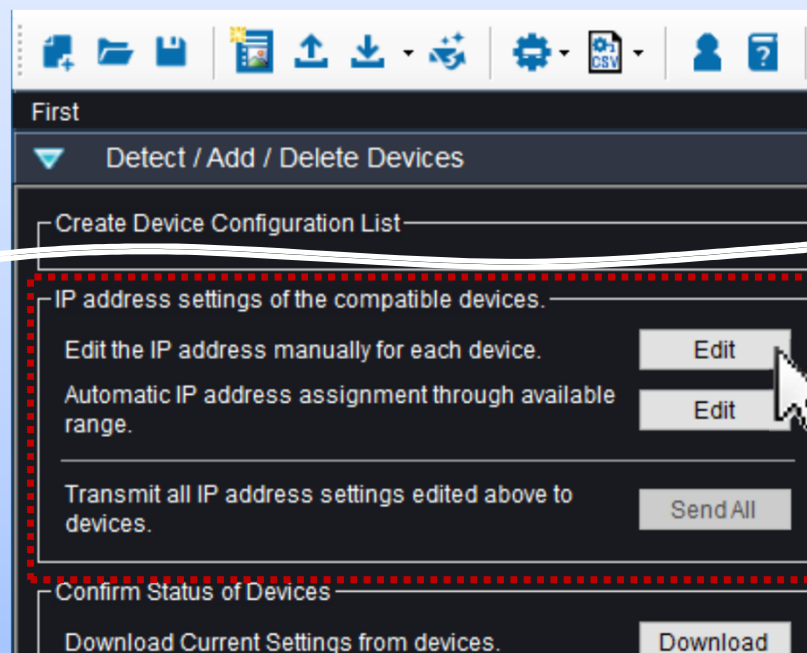 CSV
?
First
Detect / Add / Delete Devices
Create Device Configuration List
IP address settings of the compatible devices.
Edit the IP address manually for each device.
Edit
Automatic IP address assignment through available
range.
Edit
Transmit all IP address settings edited above to
devices.
Send All
Confirm Status of Devices
Download Current Settings from devices.
Download